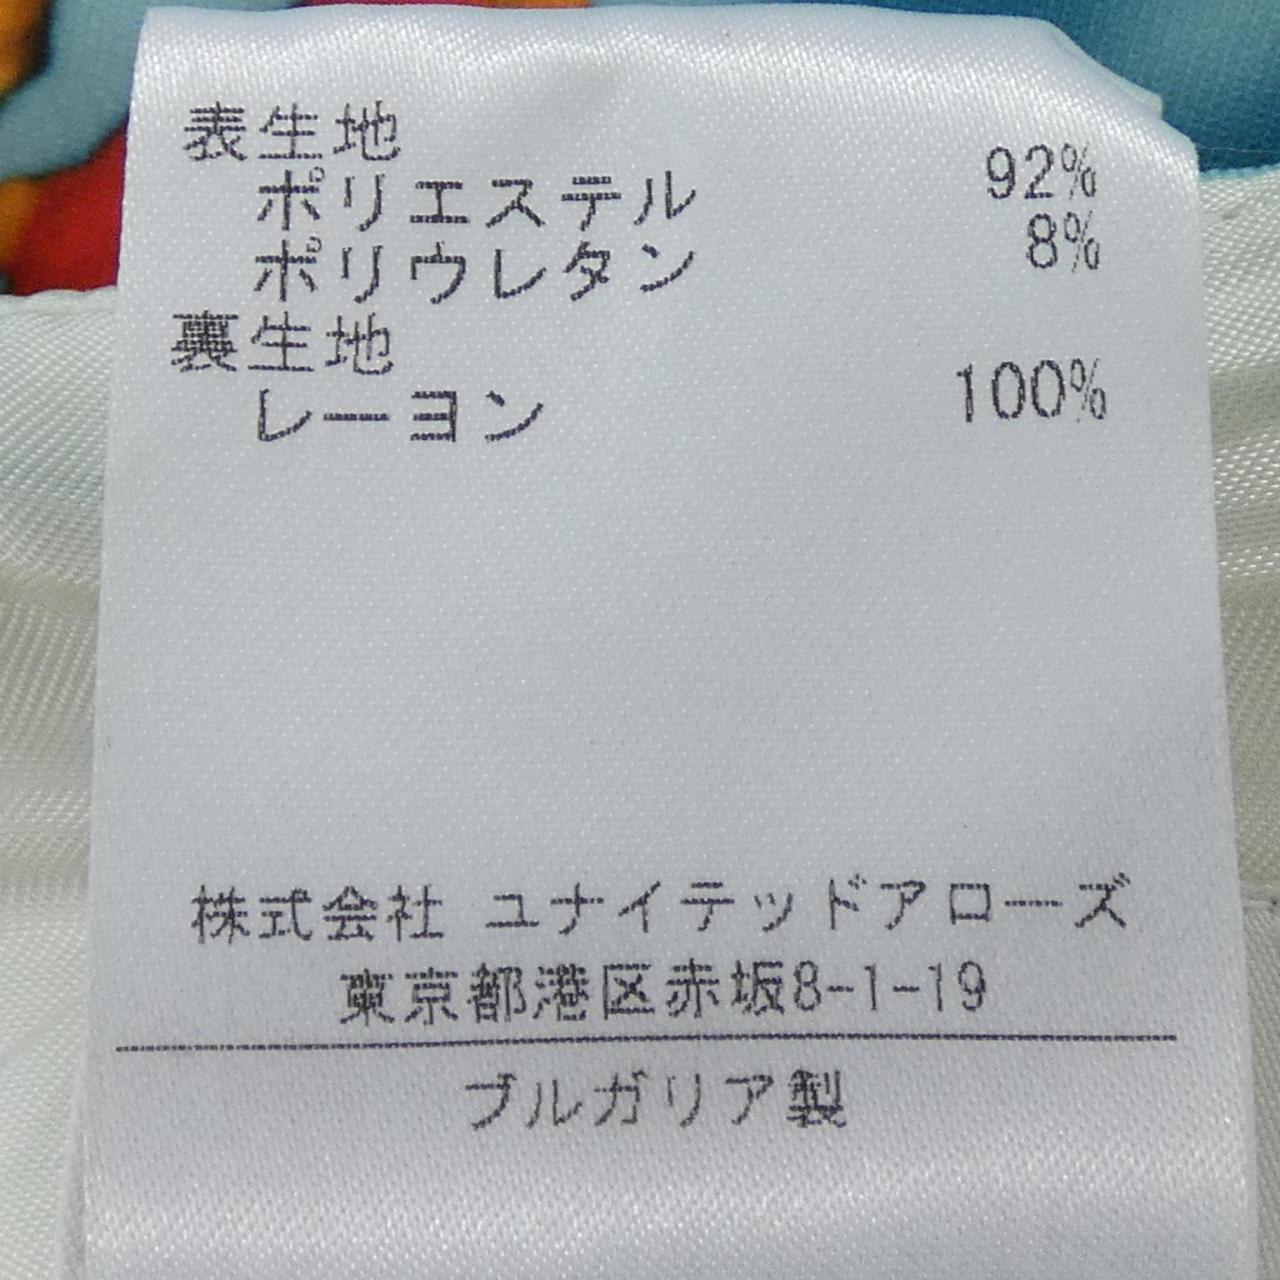 表生地
ポリエステル 92%
ポリウレタン 8%
裏生地
レーヨン 100%
株式会社 ユナイテッドアローズ
東京都港区赤坂8-1-19
ブルガリア製